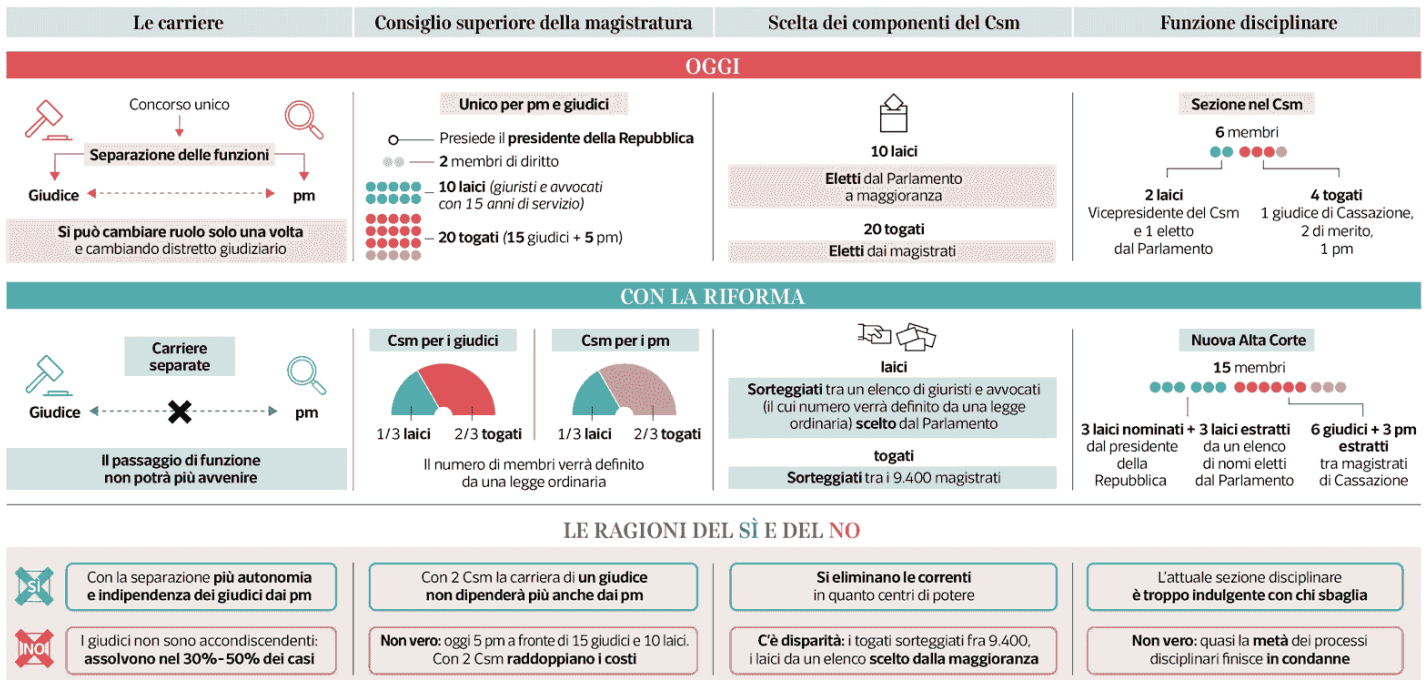 Le carriere
Consiglio superiore della magistratura
Scelta dei componenti del Csm
Funzione disciplinare
OGGI
Concorso unico
Separazione delle funzioni
Giudice
pm
Si può cambiare ruolo solo una volta
e cambiando distretto giudiziario
Unico per pm e giudici
Presiede il presidente della Repubblica
2 membri di diritto
10 laici (giuristi e avvocati
con 15 anni di servizio)
20 togati (15 giudici + 5 pm)
10 laici
Eletti dal Parlamento
a maggioranza
20 togati
Eletti dai magistrati
Sezione nel Csm
6 membri
2 laici
Vicepresidente del Csm
e 1 eletto
dal Parlamento
4 togati
1 giudice di Cassazione,
2 di merito,
1 pm
CON LA RIFORMA
Carriere
separate
Giudice
pm
Il passaggio di funzione
non potrà più avvenire
Csm per i giudici
1/3 laici
2/3 togati
Csm per i pm
1/3 laici
2/3 togati
Il numero di membri verrà definito
da una legge ordinaria
laici
Sorteggiati tra un elenco di giuristi e avvocati
(il cui numero verrà definito da una legge
ordinaria) scelto dal Parlamento
togati
Sorteggiati tra i 9.400 magistrati
Nuova Alta Corte
15 membri
3 laici nominati
dal presidente
della
Repubblica
+ 3 laici estratti
da un elenco
di nomi eletti
dal Parlamento
6 giudici + 3 pm
estratti
tra magistrati
di Cassazione
LE RAGIONI DEL SÌ E DEL NO
SÌ
Con la separazione più autonomia
e indipendenza dei giudici dai pm
Con 2 Csm la carriera di un giudice
non dipenderà più anche dai pm
Si eliminano le correnti
in quanto centri di potere
L'attuale sezione disciplinare
è troppo indulgente con chi sbaglia
NO
I giudici non sono accondiscendenti:
assolvono nel 30%-50% dei casi
Non vero: oggi 5 pm a fronte di 15 giudici e 10 laici.
Con 2 Csm raddoppiano i costi
C'è disparità: i togati sorteggiati fra 9.400,
i laici da un elenco scelto dalla maggioranza
Non vero: quasi la metà dei processi
disciplinari finisce in condanne